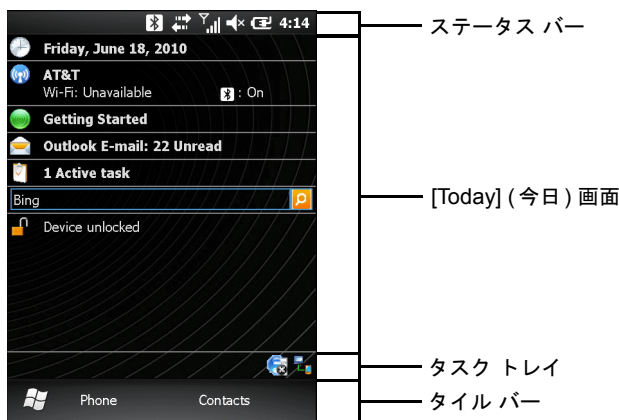 4:14
ステータス バー
Friday, June 18, 2010
AT&T
Wi-Fi: Unavailable : On
Getting Started
Outlook E-mail: 22 Unread
1 Active task
Bing
[Today] (今日) 画面
Device unlocked
タスク トレイ
Phone Contacts
タイル バー